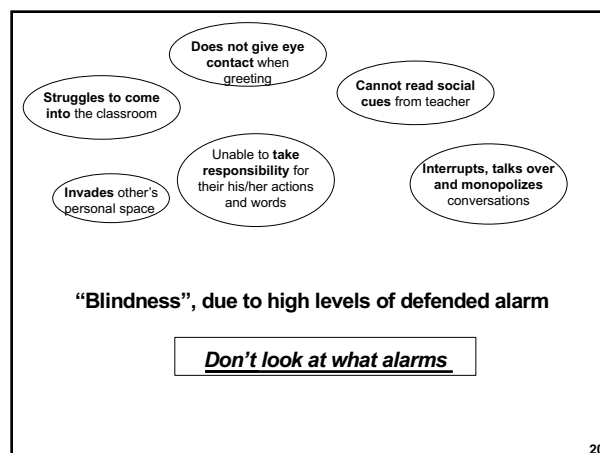 Does not give eye
contact when
greeting
Struggles to come
into the classroom
Cannot read social
cues from teacher
Unable to take
responsibility for
their his/her actions
and words
Invades other's
personal space
Interrupts, talks over
and monopolizes
conversations
“Blindness”, due to high levels of defended alarm
Don’t look at what alarms
20